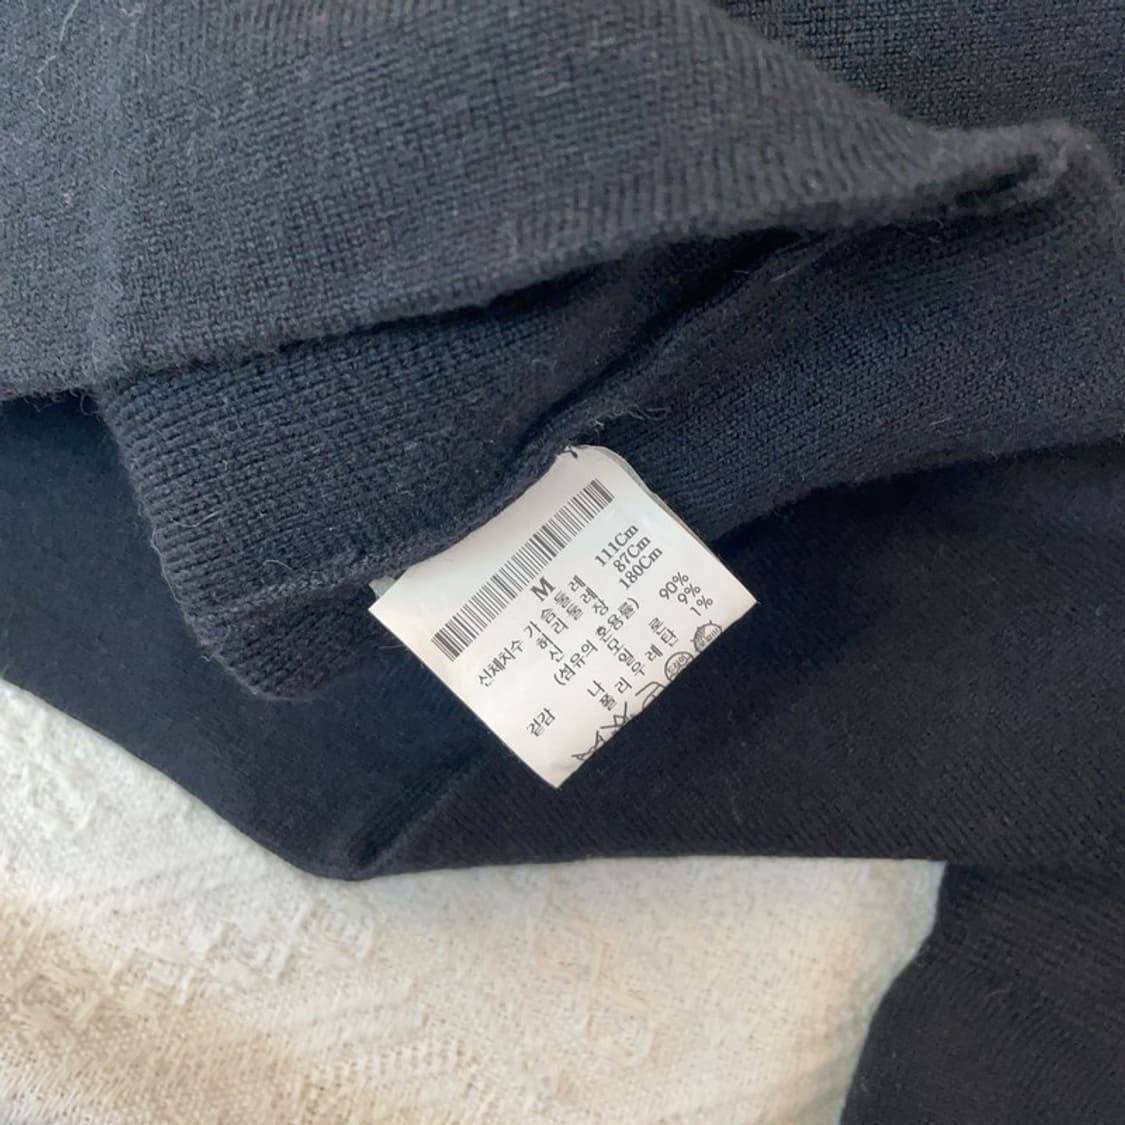 M
신체치수 가슴둘레 111Cm
허리둘레 87Cm
신 장 180Cm
(섬유의 혼용률)
겉감 모 90%
나일론 9%
폴리우레탄 1%